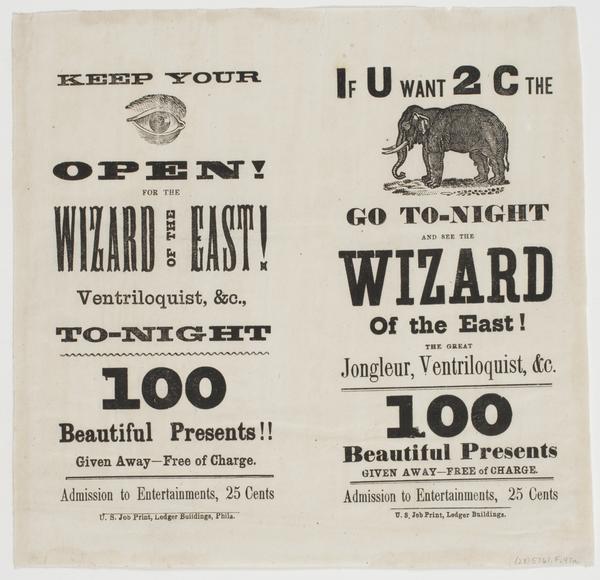 KEEP YOUR
OPEN!
FOR THE
WIZARD OF THE EAST!
Ventriloquist, &c.,
TO-NIGHT
100
Beautiful Presents!!
Given Away—Free of Charge.
Admission to Entertainments, 25 Cents
U. S. Job Print, Ledger Buildings, Phila.
IF U WANT 2 C THE
GO TO-NIGHT
AND SEE THE
WIZARD
Of the East!
THE GREAT
Jongleur, Ventriloquist, &c.
100
Beautiful Presents
GIVEN AWAY—FREE of CHARGE.
Admission to Entertainments, 25 Cents
U. S. Job Print, Ledger Buildings.